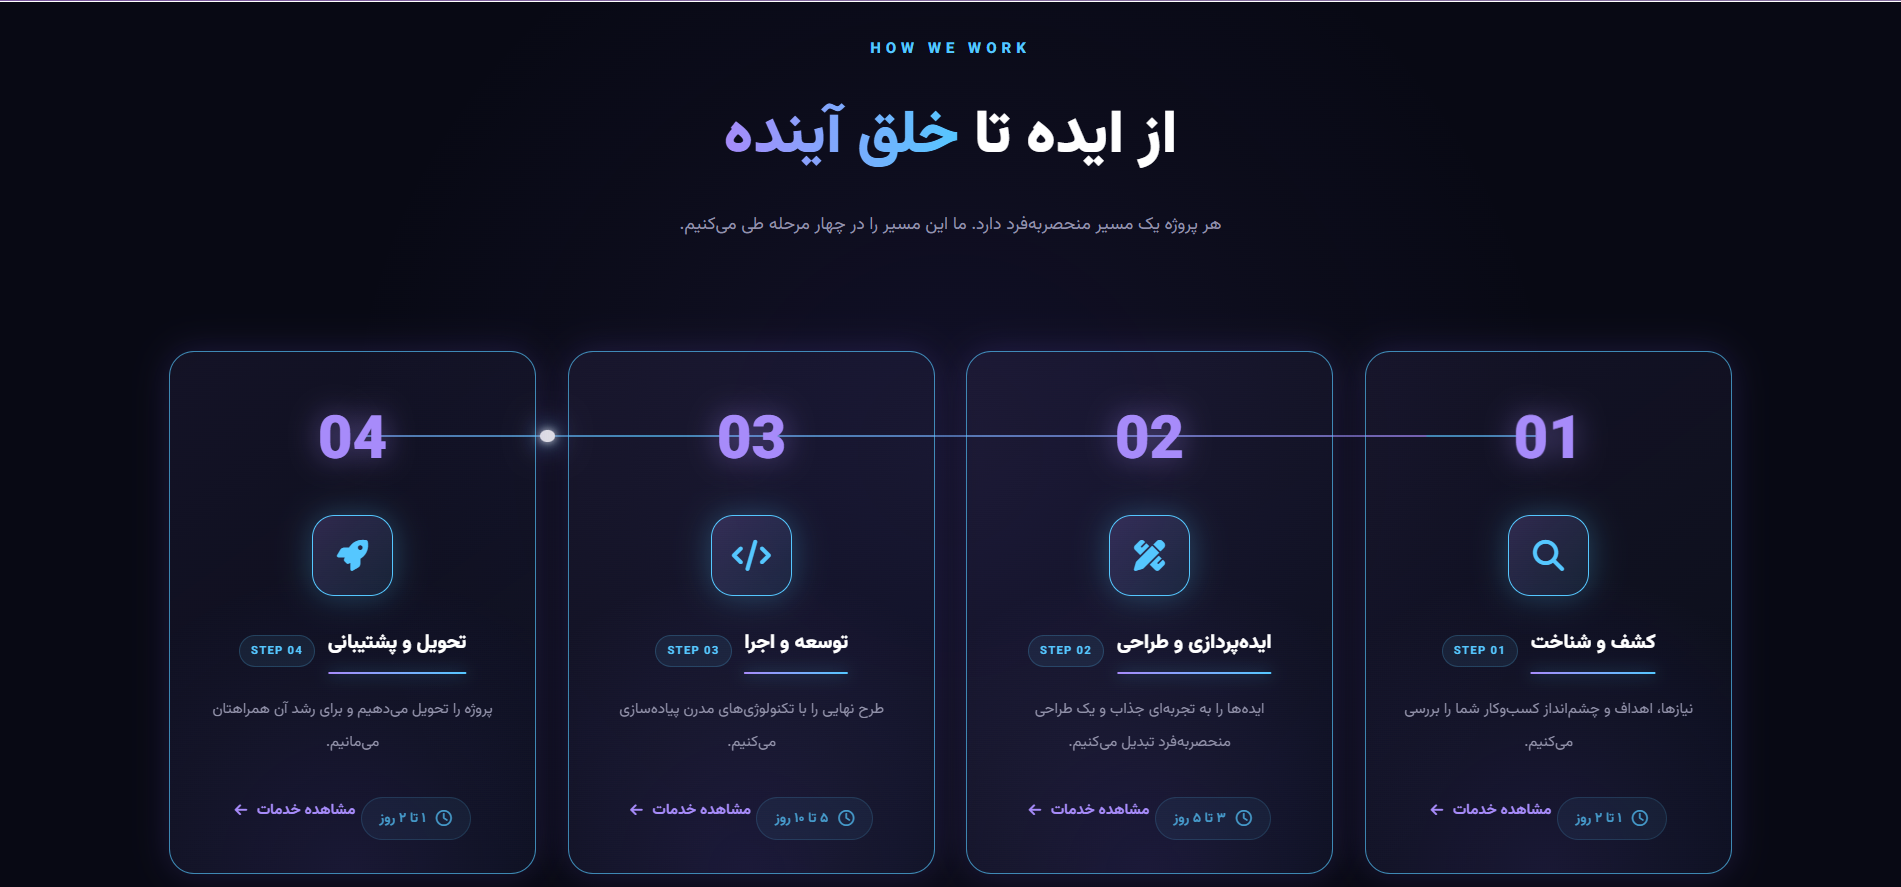 HOW WE WORK
از ایده تا خلق آینده
هر پروژه یک مسیر منحصربه‌فرد دارد. ما این مسیر را در چهار مرحله طی می‌کنیم.
01
کشف و شناخت
STEP 01
نیازها، اهداف و چشم‌انداز کسب‌وکار شما را بررسی
می‌کنیم.
۱ تا ۲ روز
مشاهده خدمات ←
02
ایده‌پردازی و طراحی
STEP 02
ایده‌ها را به تجربه‌ای جذاب و یک طراحی
منحصربه‌فرد تبدیل می‌کنیم.
۳ تا ۵ روز
مشاهده خدمات ←
03
توسعه و اجرا
STEP 03
طرح نهایی را با تکنولوژی‌های مدرن پیاده‌سازی
می‌کنیم.
۵ تا ۱۰ روز
مشاهده خدمات ←
04
تحویل و پشتیبانی
STEP 04
پروژه را تحویل می‌دهیم و برای رشد آن همراهتان
می‌مانیم.
۱ تا ۲ روز
مشاهده خدمات ←